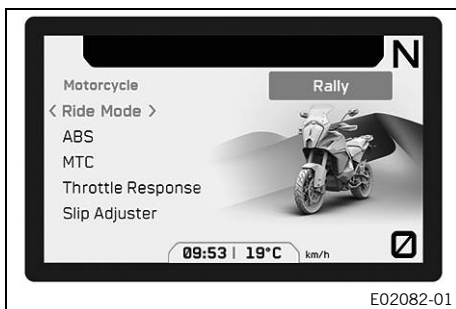 N
Motorcycle
Rally
< Ride Mode >
ABS
MTC
Throttle Response
Slip Adjuster
09:53 | 19°C km/h
E02082-01